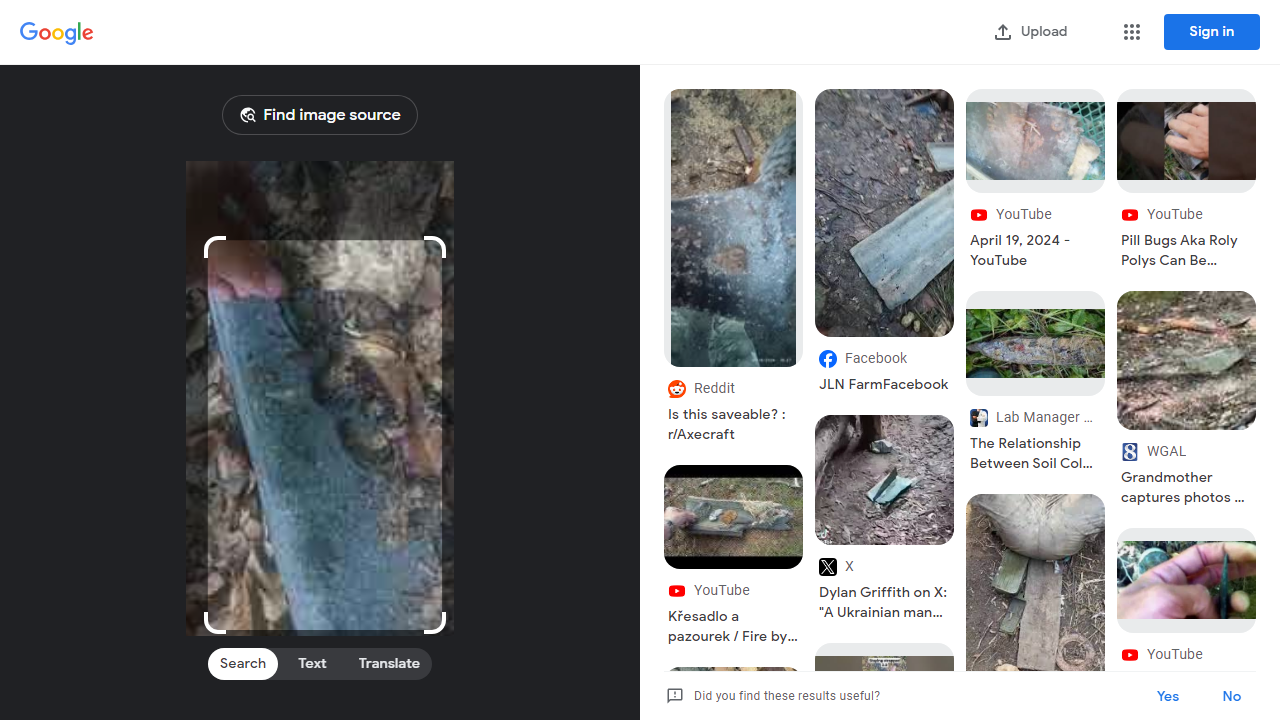 Google
Upload
Sign in
Find image source
Search
Text
Translate
Reddit
Is this saveable? :
r/Axecraft
YouTube
Křesadlo a
pazourek / Fire by...
Facebook
JLN FarmFacebook
X
Dylan Griffith on X:
"A Ukrainian man...
YouTube
April 19, 2024 -
YouTube
Lab Manager ...
The Relationship
Between Soil Col...
YouTube
Pill Bugs Aka Roly
Polys Can Be...
WGAL
Grandmother
captures photos ...
YouTube
Did you find these results useful?
Yes
No